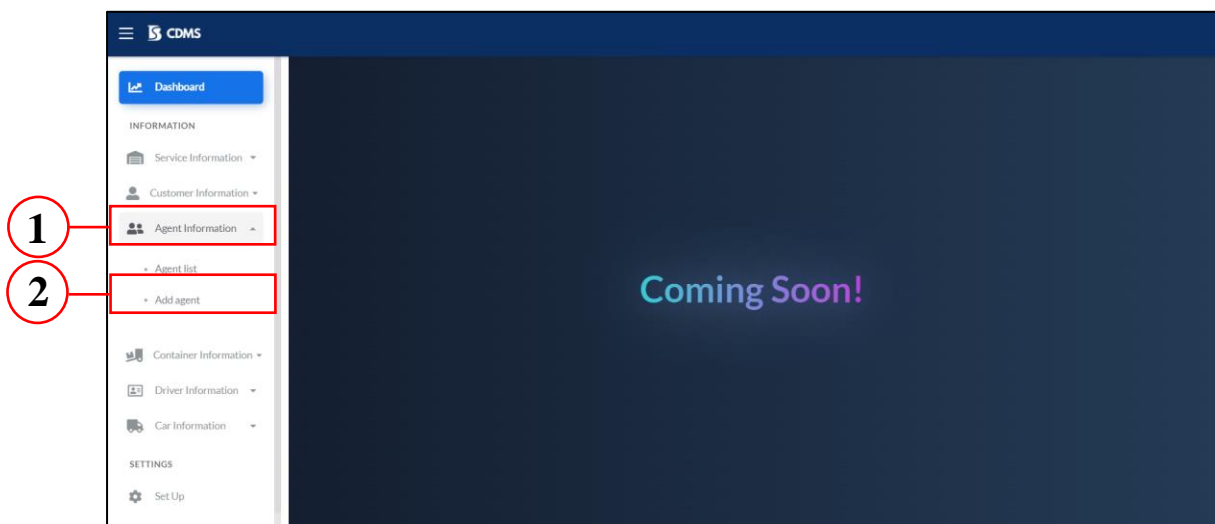 CDMS
Dashboard
INFORMATION
Service Information
Customer Information
1
Agent Information
Agent list
2
Add agent
Coming Soon!
Container Information
Driver Information
Car Information
SETTINGS
Set Up